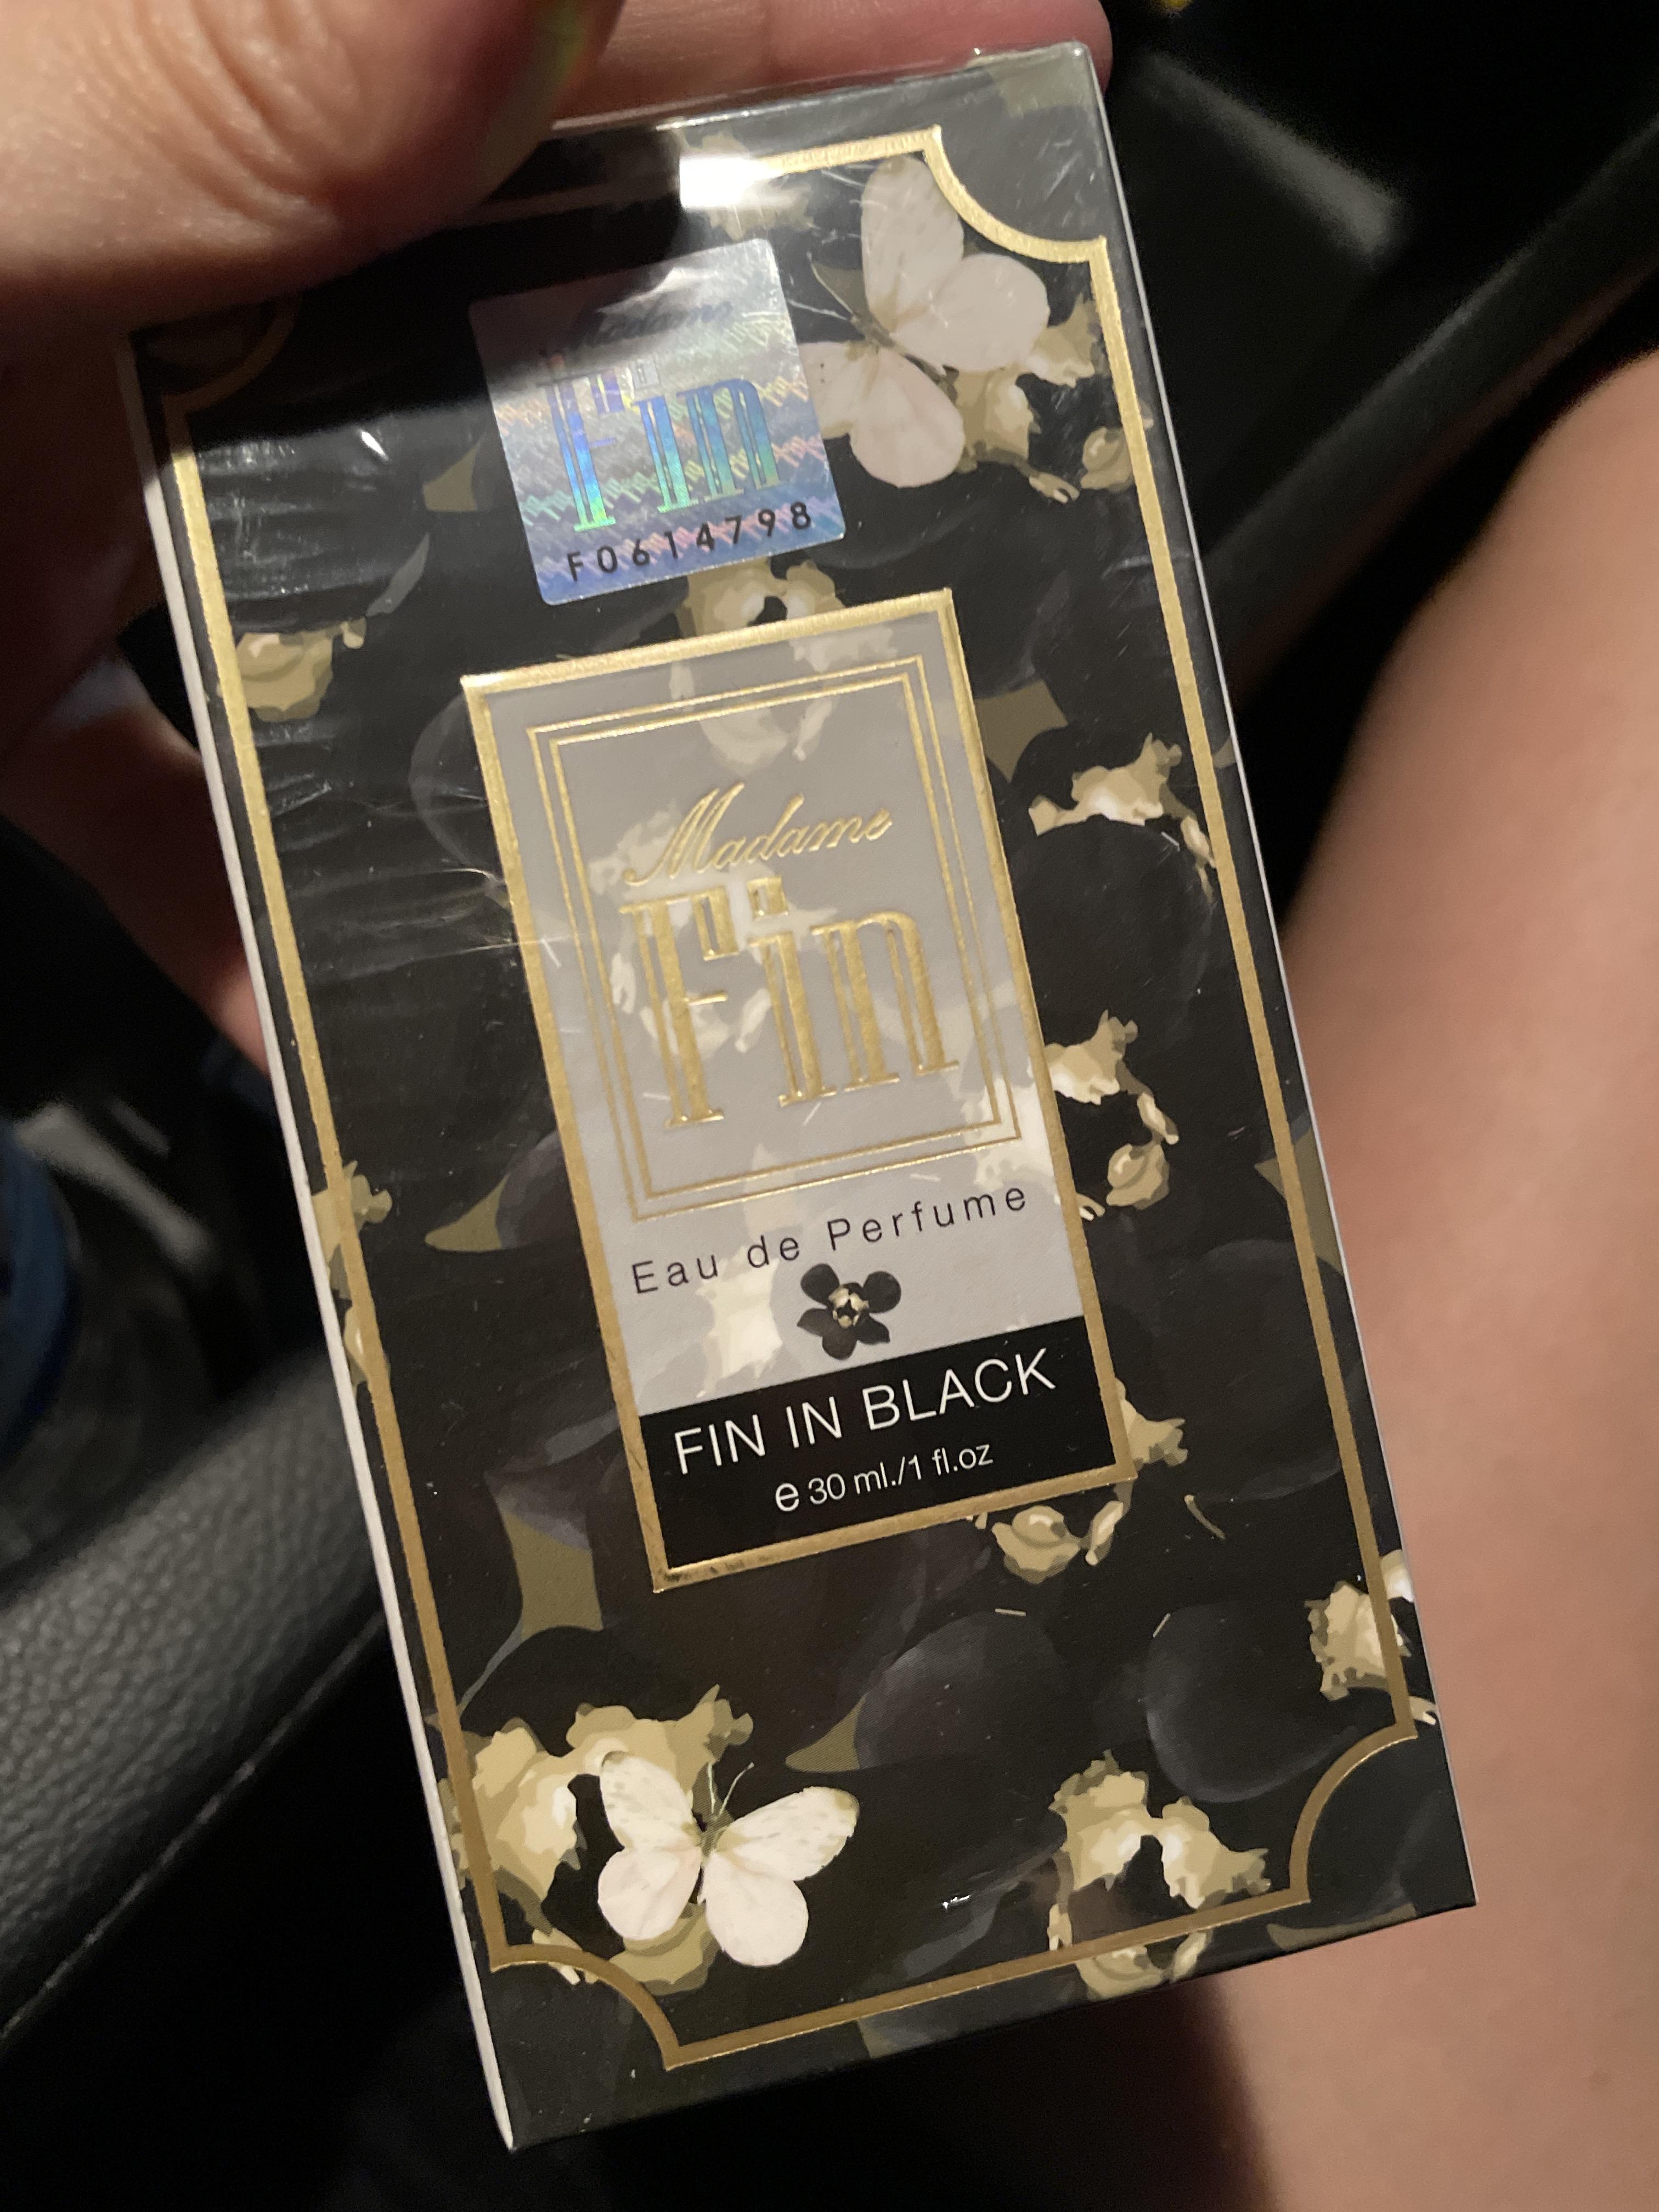 Madame
Fin
F0614798
Madame
Fin
Eau de Perfume
FIN IN BLACK
℮ 30 ml./1 fl.oz